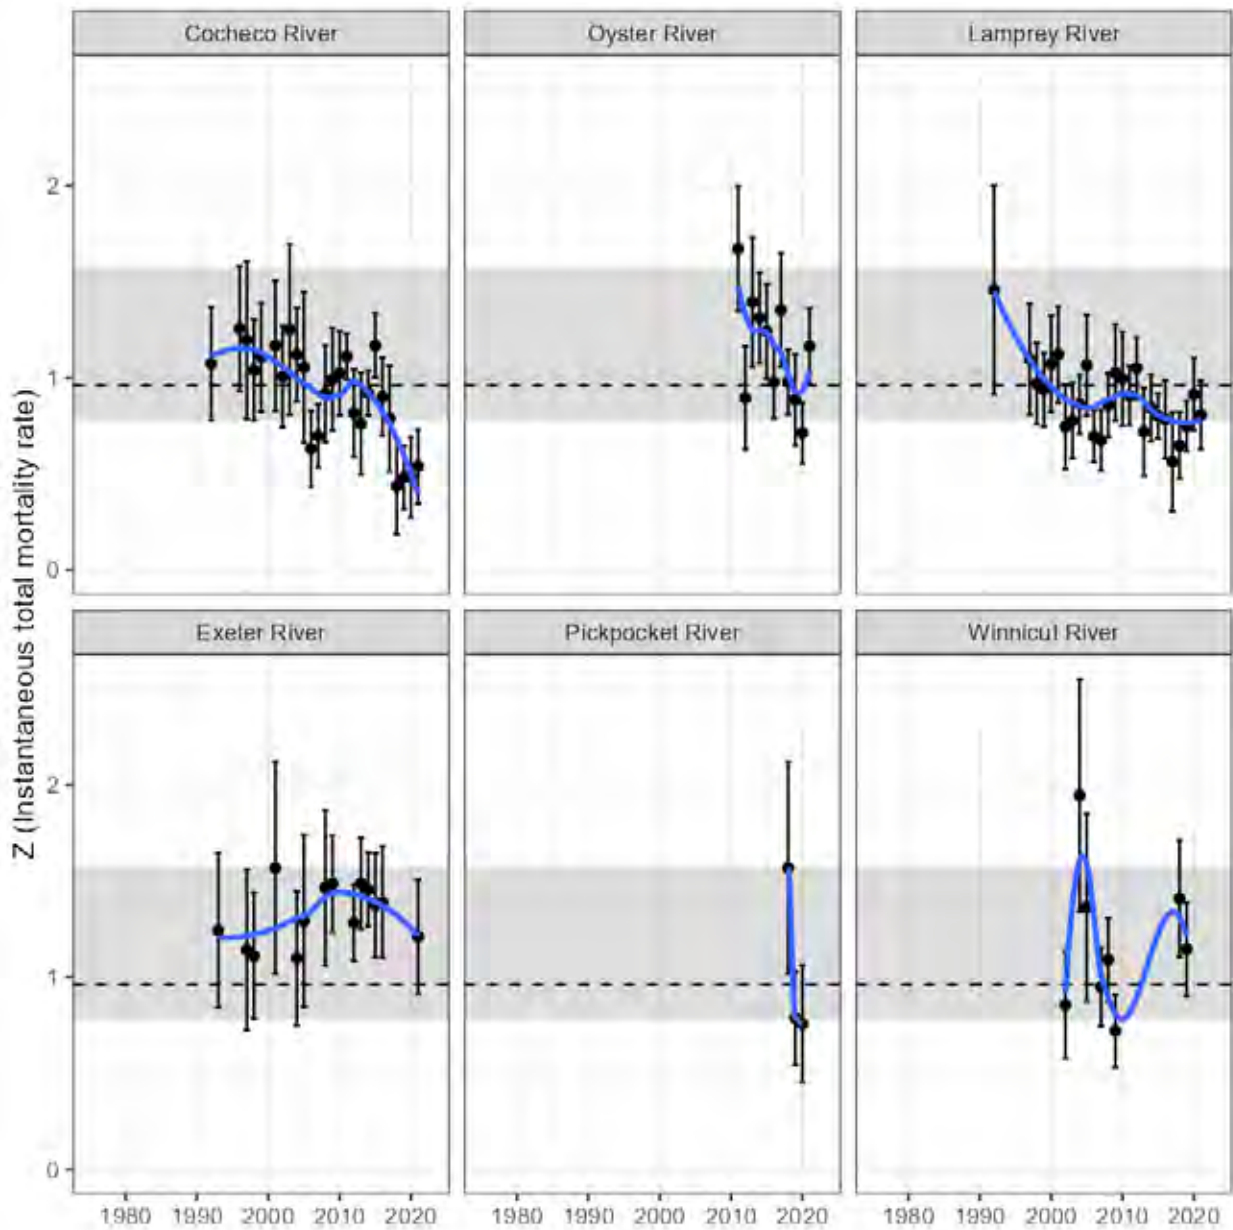 Cocheco River Oyster River Lamprey River
2
1
0
Z (Instantaneous total mortality rate)
Exeter River Pickpocket River Winnicut River
2
1
0
1980 1990 2000 2010 2020 1980 1990 2000 2010 2020 1980 1990 2000 2010 2020